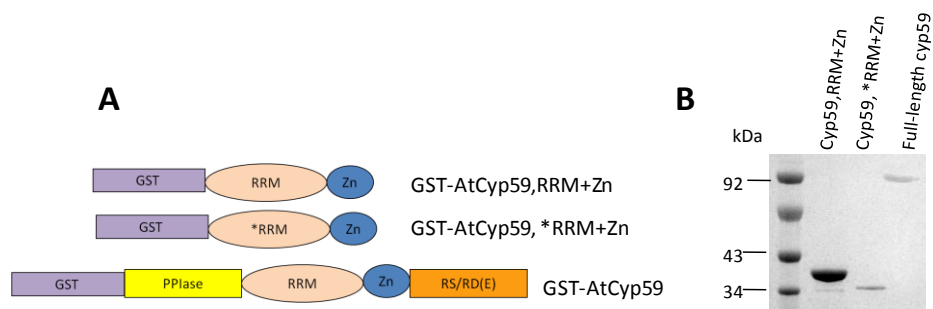 A
GST RRM Zn GST-AtCyp59,RRM+Zn
GST *RRM Zn GST-AtCyp59, *RRM+Zn
GST PPIase RRM Zn RS/RD(E) GST-AtCyp59
B
kDa
Cyp59,RRM+Zn
Cyp59, *RRM+Zn
Full-length cyp59
92
43
34